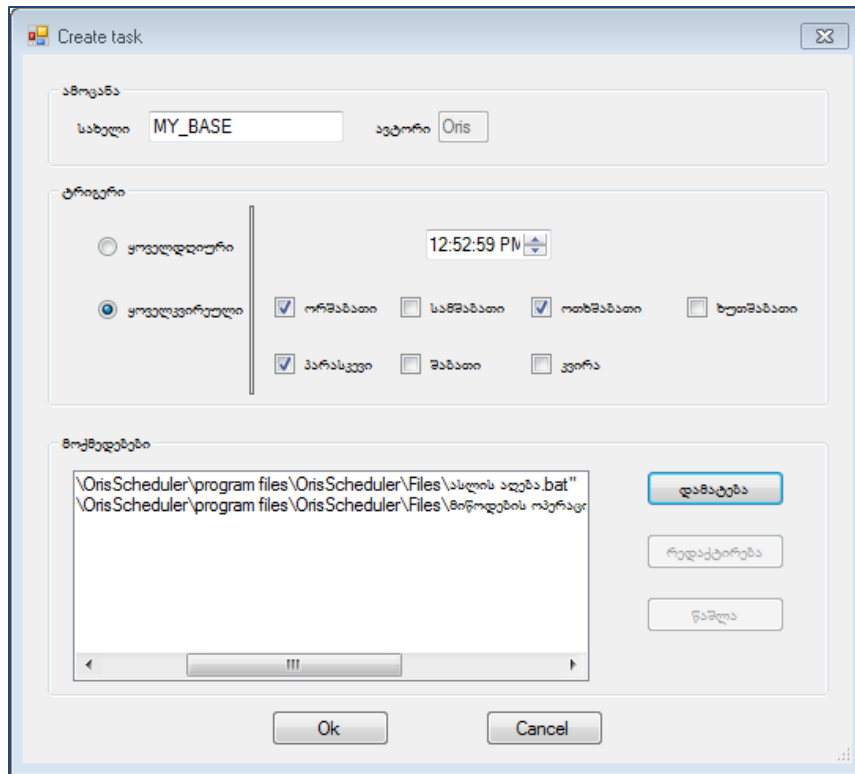 Create task
ამოცანა
სახელი MY_BASE ავტორი Oris
ტრიგერი
ყოველდღიური 12:52:59 PM
ყოველკვირეული ორშაბათი სამშაბათი ოთხშაბათი ხუთშაბათი
პარასკევი შაბათი კვირა
მოქმედებები
\OrisScheduler\program files\OrisScheduler\Files\ასლის აღება.bat"
\OrisScheduler\program files\OrisScheduler\Files\მიწოდების ოპერაცი
დამატება
რედაქტირება
წაშლა
Ok Cancel